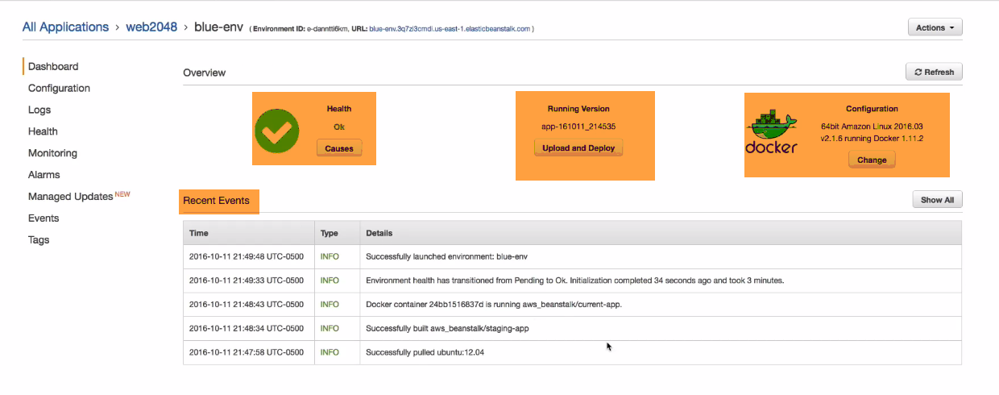 All Applications › web2048 › blue-env ( Environment ID: e-danntti6km, URL: blue-env.3q7zi3cmdi.us-east-1.elasticbeanstalk.com )
Actions
Dashboard
Configuration
Logs
Health
Monitoring
Alarms
Managed Updates NEW
Events
Tags
Overview
Refresh
Health
Ok
Causes
Running Version
app-161011_214535
Upload and Deploy
docker
Configuration
64bit Amazon Linux 2016.03
v2.1.6 running Docker 1.11.2
Change
Recent Events
Show All
Time Type Details
2016-10-11 21:49:48 UTC-0500 INFO Successfully launched environment: blue-env
2016-10-11 21:49:33 UTC-0500 INFO Environment health has transitioned from Pending to Ok. Initialization completed 34 seconds ago and took 3 minutes.
2016-10-11 21:48:43 UTC-0500 INFO Docker container 24bb1516837d is running aws_beanstalk/current-app.
2016-10-11 21:48:34 UTC-0500 INFO Successfully built aws_beanstalk/staging-app
2016-10-11 21:47:58 UTC-0500 INFO Successfully pulled ubuntu:12.04